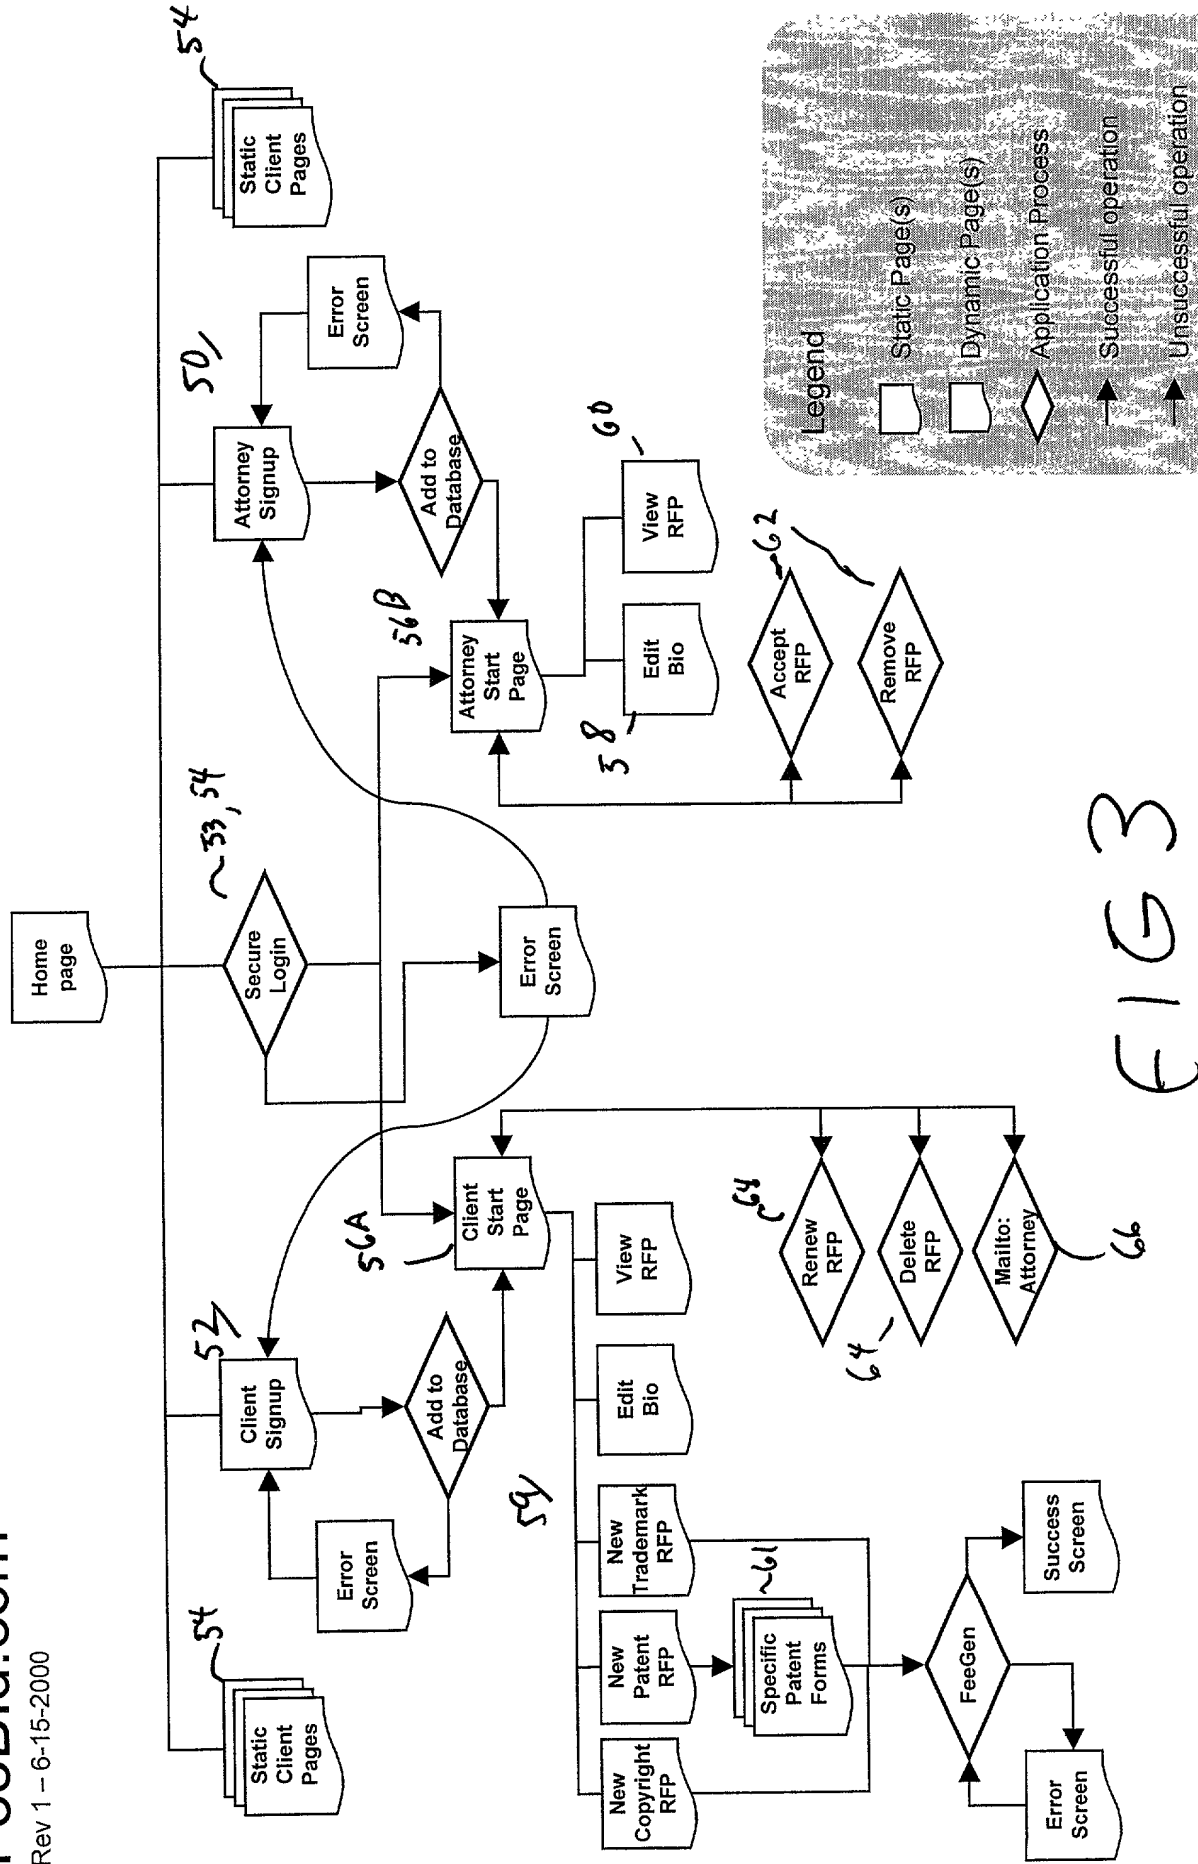 FeeBid.com
Rev 1 – 6-15-2000
Home
page
54
Static
Client
Pages
52
Client
Signup
Secure
Login
53, 54
50
Attorney
Signup
54
Static
Client
Pages
Error
Screen
Add to
Database
Error
Screen
Add to
Database
56A
Client
Start
Page
Error
Screen
56B
Attorney
Start
Page
59
New
Copyright
RFP
New
Patent
RFP
New
Trademark
RFP
Edit
Bio
View
RFP
58
Edit
Bio
View
RFP
60
61
Specific
Patent
Forms
64
Renew
RFP
64
Delete
RFP
Mailto:
Attorney
66
Accept
RFP
62
Remove
RFP
FeeGen
Error
Screen
Success
Screen
Legend
Static Page(s)
Dynamic Page(s)
Application Process
Successful operation
Unsuccessful operation
FIG 3